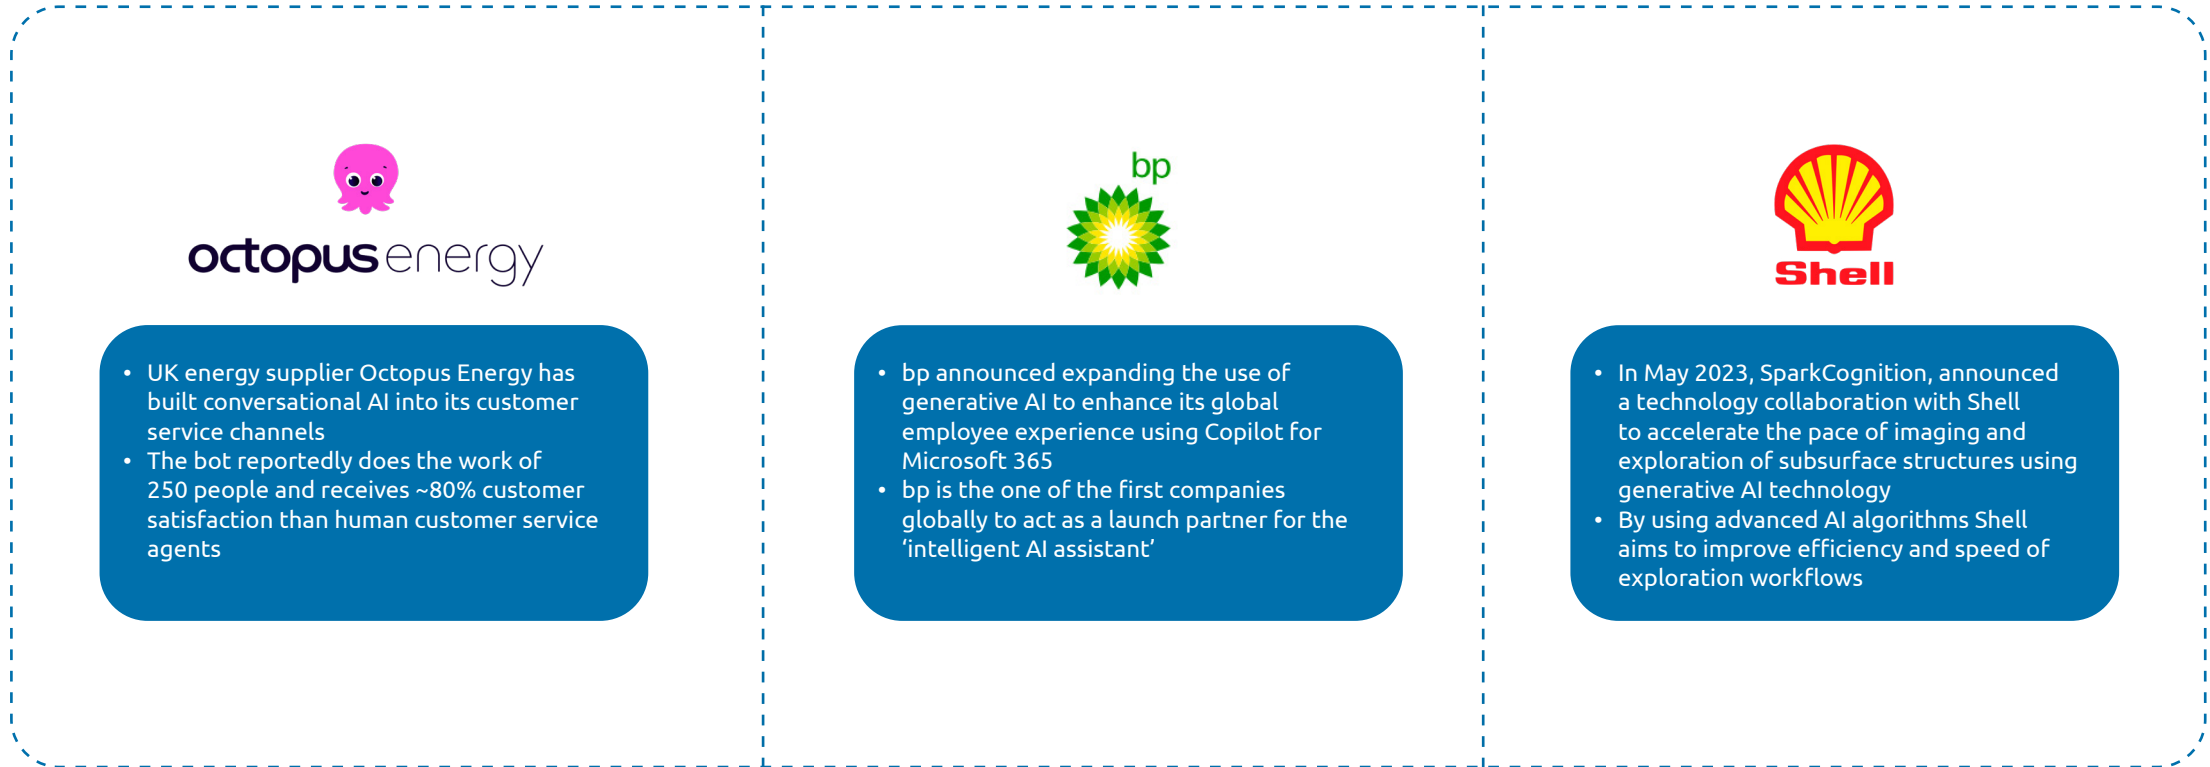 octopus energy
• UK energy supplier Octopus Energy has
built conversational AI into its customer
service channels
• The bot reportedly does the work of
250 people and receives ~80% customer
satisfaction than human customer service
agents
bp
• bp announced expanding the use of
generative AI to enhance its global
employee experience using Copilot for
Microsoft 365
• bp is the one of the first companies
globally to act as a launch partner for the
‘intelligent AI assistant’
Shell
• In May 2023, SparkCognition, announced
a technology collaboration with Shell
to accelerate the pace of imaging and
exploration of subsurface structures using
generative AI technology
• By using advanced AI algorithms Shell
aims to improve efficiency and speed of
exploration workflows